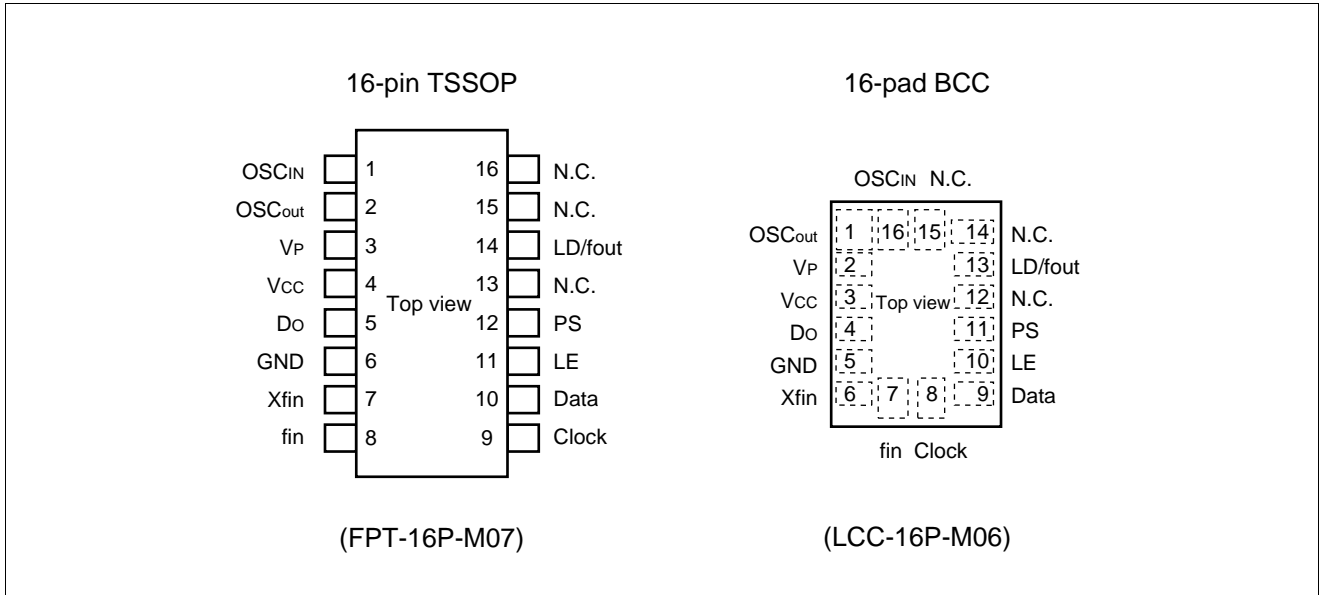 16-pin TSSOP
OSCIN 1 16 N.C.
OSCout 2 15 N.C.
VP 3 14 LD/fout
VCC 4 13 N.C.
Top view
DO 5 12 PS
GND 6 11 LE
Xfin 7 10 Data
fin 8 9 Clock
(FPT-16P-M07)
16-pad BCC
OSCIN N.C.
OSCout 1 16 15 14 N.C.
VP 2 13 LD/fout
VCC 3 Top view 12 N.C.
DO 4 11 PS
GND 5 10 LE
Xfin 6 7 8 9 Data
fin Clock
(LCC-16P-M06)